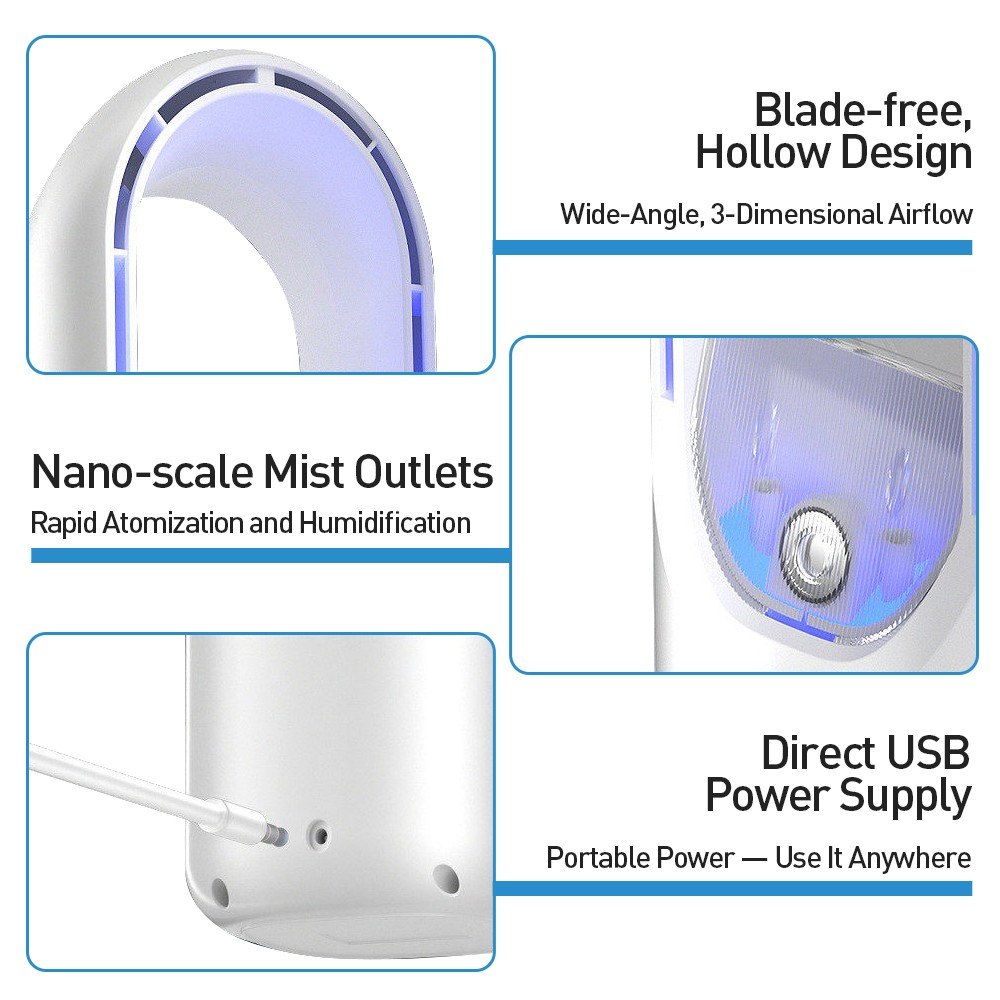 Blade-free,
Hollow Design
Wide-Angle, 3-Dimensional Airflow
Nano-scale Mist Outlets
Rapid Atomization and Humidification
Direct USB
Power Supply
Portable Power — Use It Anywhere